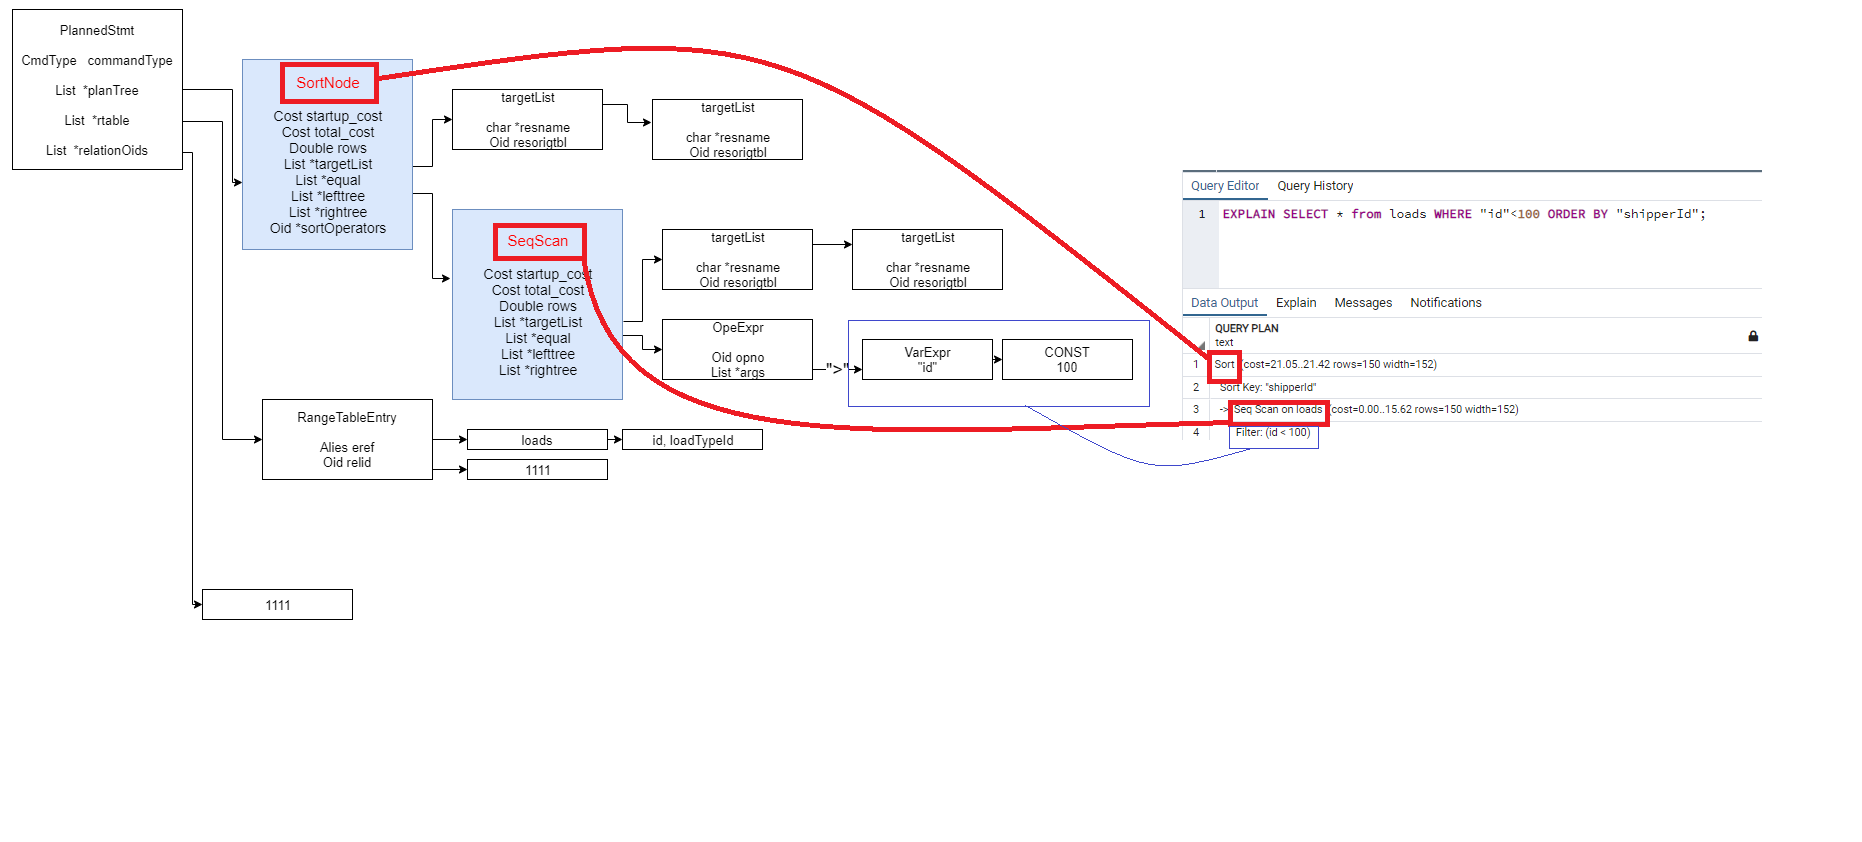 PlannedStmt
CmdType   commandType
List  *planTree
List  *rtable
List  *relationOids
SortNode
Cost startup_cost
Cost total_cost
Double rows
List *targetList
List *equal
List *lefttree
List *rightree
Oid *sortOperators
targetList
char *resname
Oid resorigtbl
targetList
char *resname
Oid resorigtbl
SeqScan
Cost startup_cost
Cost total_cost
Double rows
List *targetList
List *equal
List *lefttree
List *rightree
targetList
char *resname
Oid resorigtbl
targetList
char *resname
Oid resorigtbl
OpeExpr
Oid opno
List *args
">"
VarExpr
"id"
CONST
100
RangeTableEntry
Alies eref
Oid relid
loads
id, loadTypeId
1111
1111
Query Editor   Query History
1   EXPLAIN SELECT * from loads WHERE "id"<100 ORDER BY "shipperId";
Data Output   Explain   Messages   Notifications
QUERY PLAN
text
1   Sort (cost=21.05..21.42 rows=150 width=152)
2   Sort Key: "shipperId"
3   -> Seq Scan on loads (cost=0.00..15.62 rows=150 width=152)
4   Filter: (id < 100)